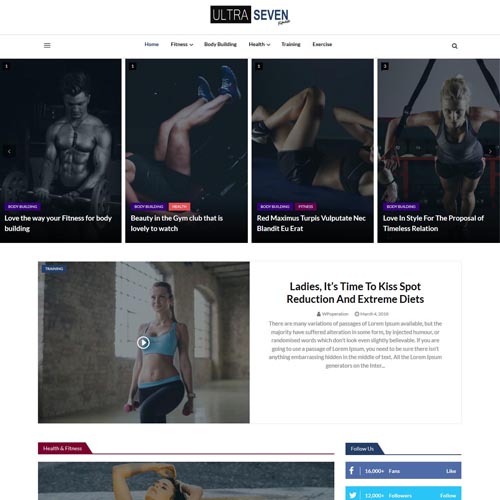 ULTRA SEVEN
Fitness
Home Fitness Body Building Health Training Exercise
1 1 1 3
BODY BUILDING BODY BUILDING HEALTH BODY BUILDING FITNESS BODY BUILDING
Love the way your Fitness for body
building
Beauty in the Gym club that is
lovely to watch
Red Maximus Turpis Vulputate Nec
Blandit Eu Erat
Love In Style For The Proposal of
Timeless Relation
TRAINING
Ladies, It's Time To Kiss Spot
Reduction And Extreme Diets
WPoperation March 4, 2018
There are many variations of passages of Lorem Ipsum available, but the
majority have suffered alteration in some form, by injected humour, or
randomised words which don't look even slightly believable. If you are
going to use a passage of Lorem Ipsum, you need to be sure there isn't
anything embarrassing hidden in the middle of text. All the Lorem Ipsum
generators on the Inter...
Health & Fitness
Follow Us
16,000+ Fans Like
12,000+ Followers Follow